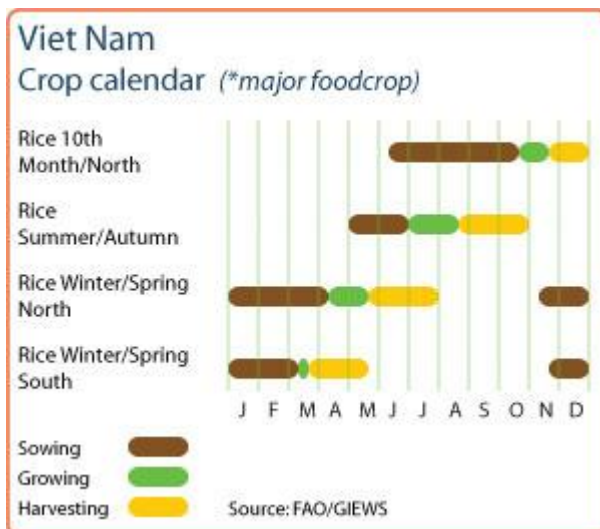 Viet Nam
Crop calendar (*major foodcrop)
Rice 10th
Month/North
Rice
Summer/Autumn
Rice Winter/Spring
North
Rice Winter/Spring
South
J F M A M J J A S O N D
Sowing
Growing
Harvesting
Source: FAO/GIEWS